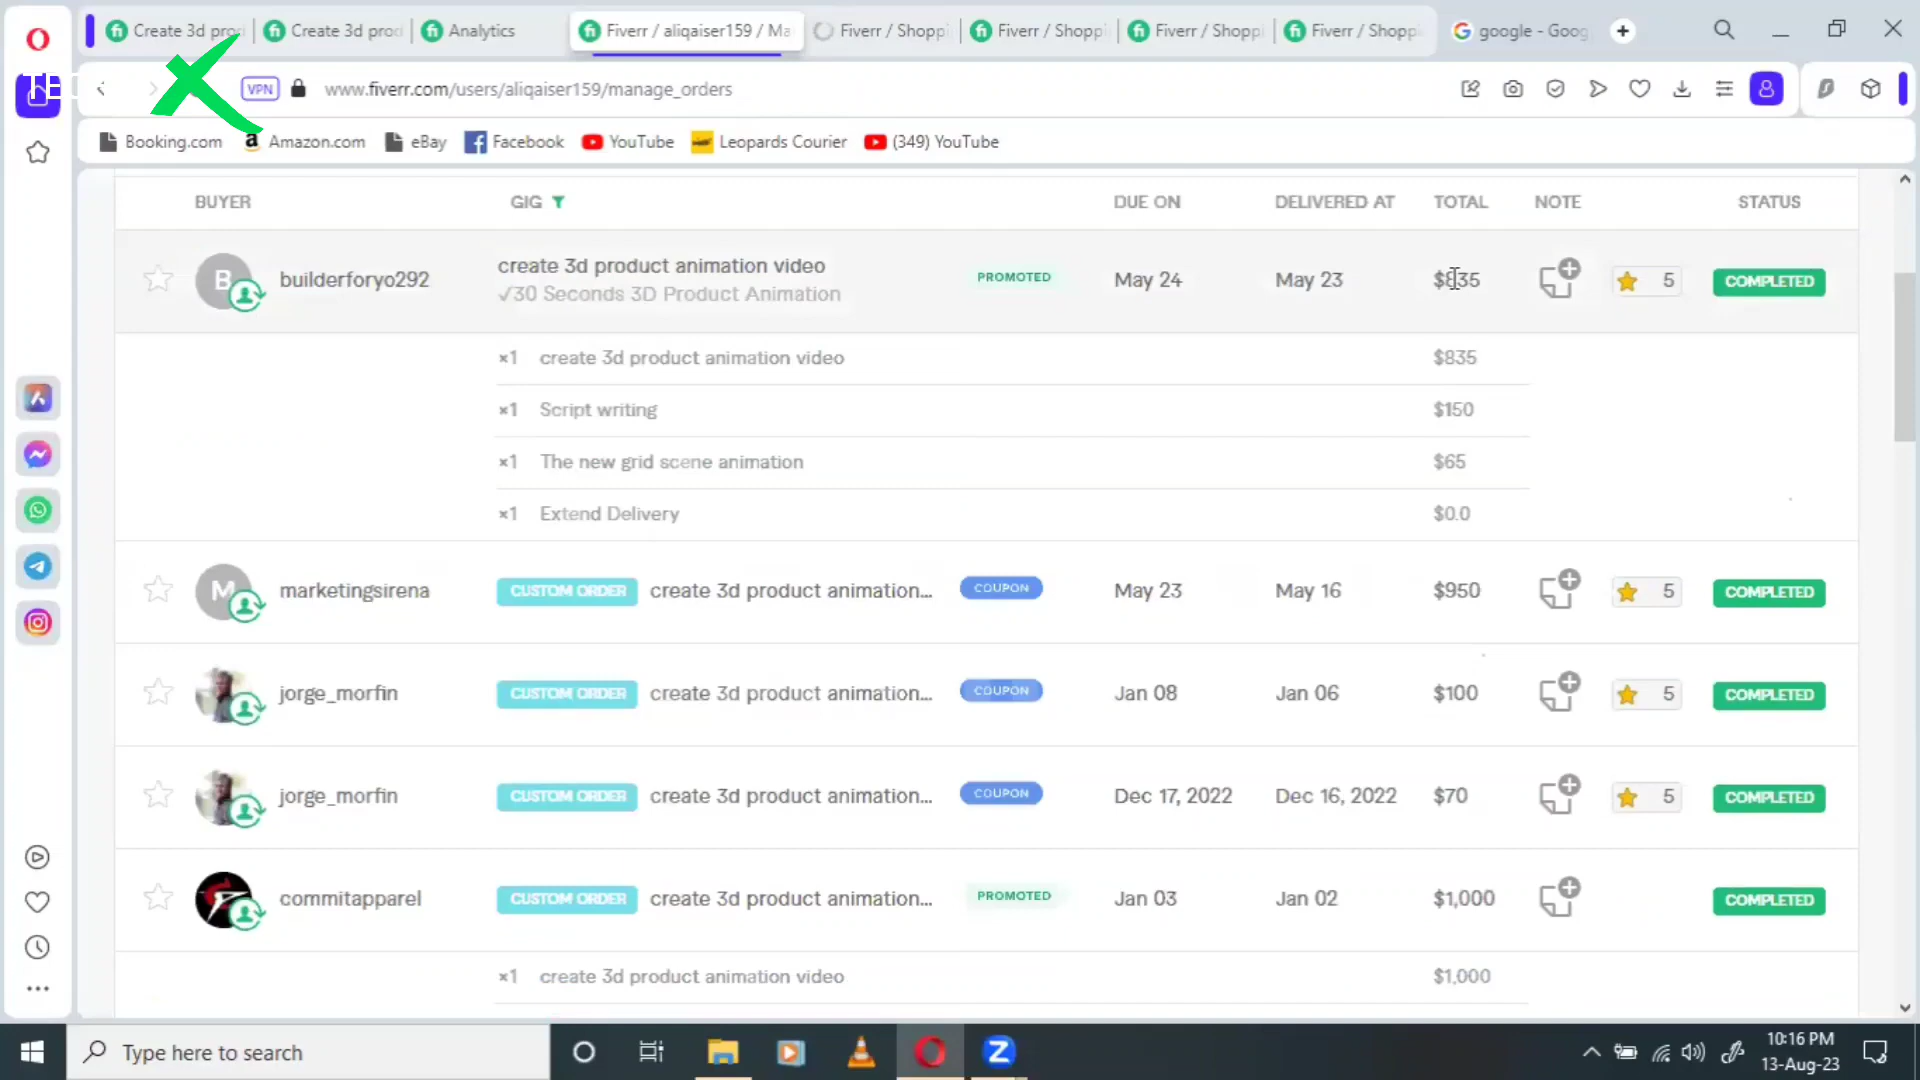 Create 3d prod
Create 3d prod
Analytics
Fiverr / aliqaiser159 / Ma
Fiverr / Shoppi
Fiverr / Shoppi
Fiverr / Shoppi
Fiverr / Shoppi
google - Goog
VPN
www.fiverr.com/users/aliqaiser159/manage_orders
Booking.com
Amazon.com
eBay
Facebook
YouTube
Leopards Courier
(349) YouTube
BUYER GIG DUE ON DELIVERED AT TOTAL NOTE STATUS
B builderforyo292 create 3d product animation video PROMOTED May 24 May 23 $835 5 COMPLETED
✓30 Seconds 3D Product Animation
×1 create 3d product animation video $835
×1 Script writing $150
×1 The new grid scene animation $65
×1 Extend Delivery $0.0
M marketingsirena CUSTOM ORDER create 3d product animation... COUPON May 23 May 16 $950 5 COMPLETED
jorge_morfin CUSTOM ORDER create 3d product animation... COUPON Jan 08 Jan 06 $100 5 COMPLETED
jorge_morfin CUSTOM ORDER create 3d product animation... COUPON Dec 17, 2022 Dec 16, 2022 $70 5 COMPLETED
commitapparel CUSTOM ORDER create 3d product animation... PROMOTED Jan 03 Jan 02 $1,000 COMPLETED
×1 create 3d product animation video $1,000
Type here to search
10:16 PM
13-Aug-23